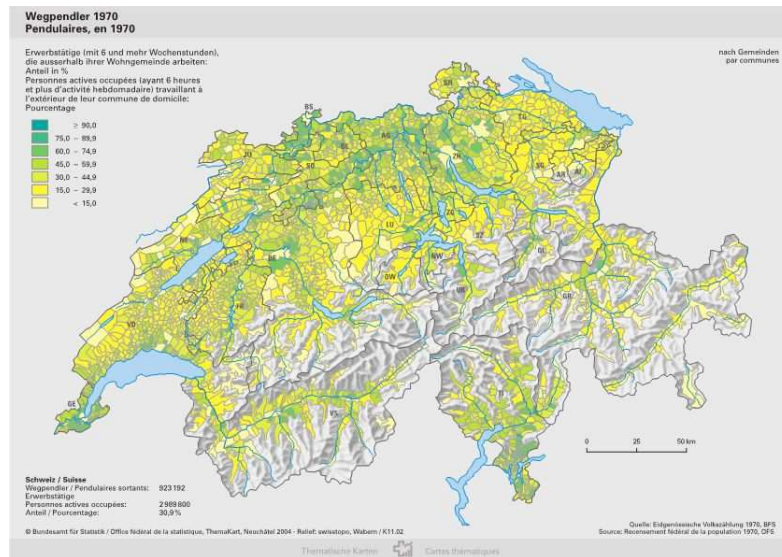 Wegpendler 1970
Pendulaires, en 1970
Erwerbstätige (mit 6 und mehr Wochenstunden),
die ausserhalb ihrer Wohngemeinde arbeiten:
Anteil in %
Personnes actives occupées (ayant 6 heures
et plus d'activité hebdomadaire) travaillant à
l'extérieur de leur commune de domicile:
Pourcentage
≥ 90,0
75,0 – 89,9
60,0 – 74,9
45,0 – 59,9
30,0 – 44,9
15,0 – 29,9
< 15,0
nach Gemeinden
par communes
SH
BS
TG
BL
AG
ZH
JU
SO
SG
AR
AI
LU
ZG
SZ
NE
BE
NW
GL
OW
UR
FR
GR
VD
TI
GE
VS
0 25 50 km
Schweiz / Suisse
Wegpendler / Pendulaires sortants: 923 192
Erwerbstätige
Personnes actives occupées: 2 989 800
Anteil / Pourcentage: 30,9%
Quelle: Eidgenössische Volkszählung 1970, BFS
Source: Recensement fédéral de la population 1970, OFS
© Bundesamt für Statistik / Office fédéral de la statistique, ThemaKart, Neuchâtel 2004 - Relief: swisstopo, Wabern / K11.02
Thematische Karten Cartes thématiques